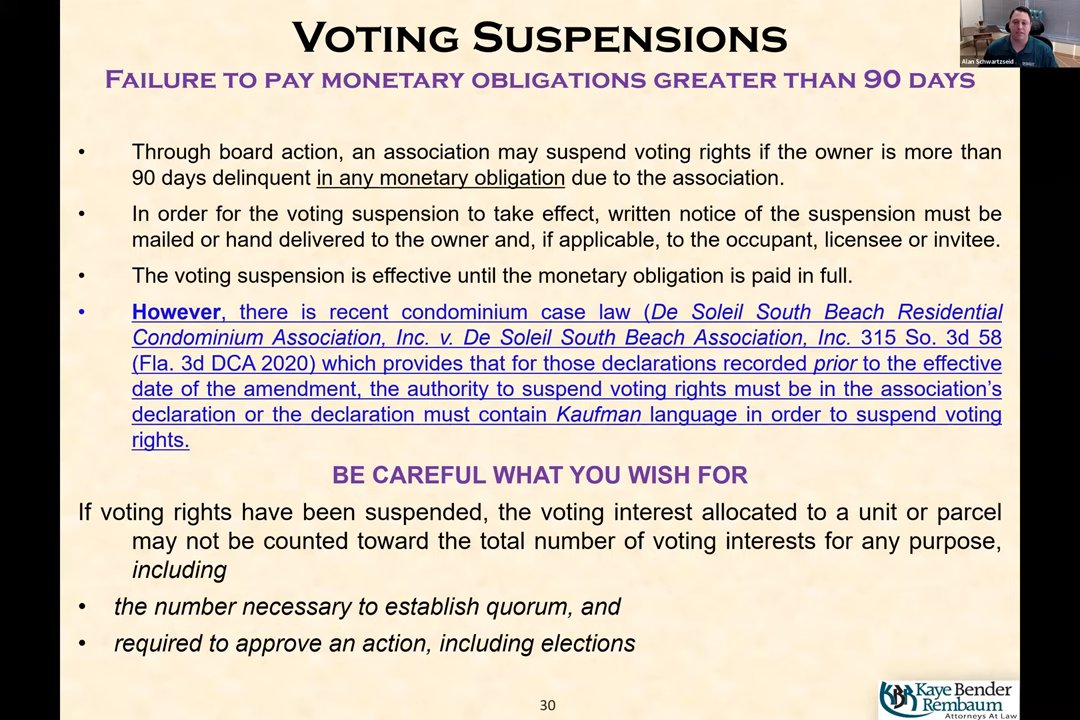 VOTING SUSPENSIONS
FAILURE TO PAY MONETARY OBLIGATIONS GREATER THAN 90 DAYS
Alan Schwartzseid
• Through board action, an association may suspend voting rights if the owner is more than
90 days delinquent in any monetary obligation due to the association.
• In order for the voting suspension to take effect, written notice of the suspension must be
mailed or hand delivered to the owner and, if applicable, to the occupant, licensee or invitee.
• The voting suspension is effective until the monetary obligation is paid in full.
• However, there is recent condominium case law (De Soleil South Beach Residential
Condominium Association, Inc. v. De Soleil South Beach Association, Inc. 315 So. 3d 58
(Fla. 3d DCA 2020) which provides that for those declarations recorded prior to the effective
date of the amendment, the authority to suspend voting rights must be in the association's
declaration or the declaration must contain Kaufman language in order to suspend voting
rights.
BE CAREFUL WHAT YOU WISH FOR
If voting rights have been suspended, the voting interest allocated to a unit or parcel
may not be counted toward the total number of voting interests for any purpose,
including
• the number necessary to establish quorum, and
• required to approve an action, including elections
30
KBR
Kaye Bender
Rembaum
Attorneys At Law